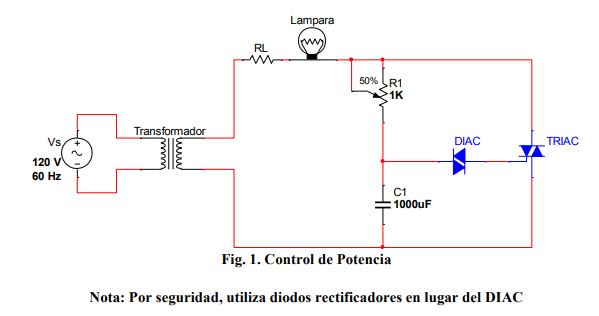 Lampara
RL
50%
R1
1K
Transformador
DIAC
TRIAC
Vs
120 V
60 Hz
C1
1000uF
Fig. 1. Control de Potencia
Nota: Por seguridad, utiliza diodos rectificadores en lugar del DIAC